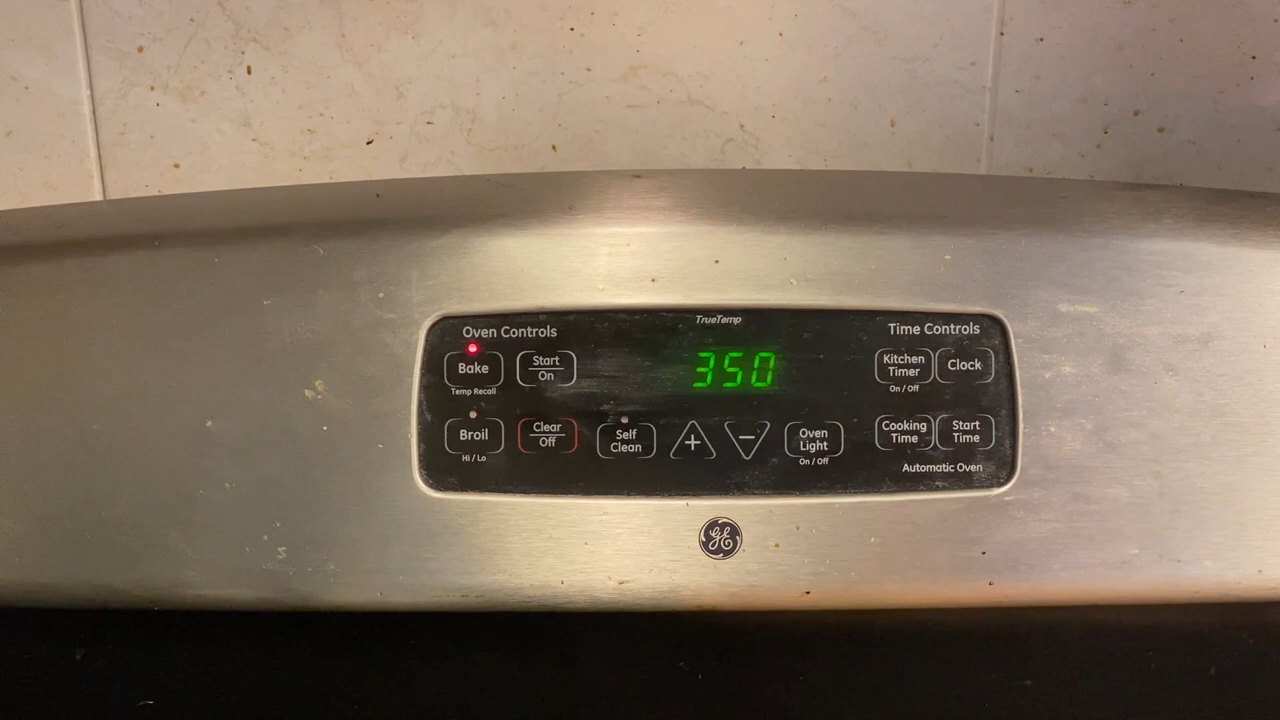 TrueTemp
Oven Controls
Time Controls
350
Bake
Temp Recall
Start
On
Kitchen
Timer
On / Off
Clock
Broil
Hi / Lo
Clear
Off
Self
Clean
+
−
Oven
Light
On / Off
Cooking
Time
Start
Time
Automatic Oven
GE